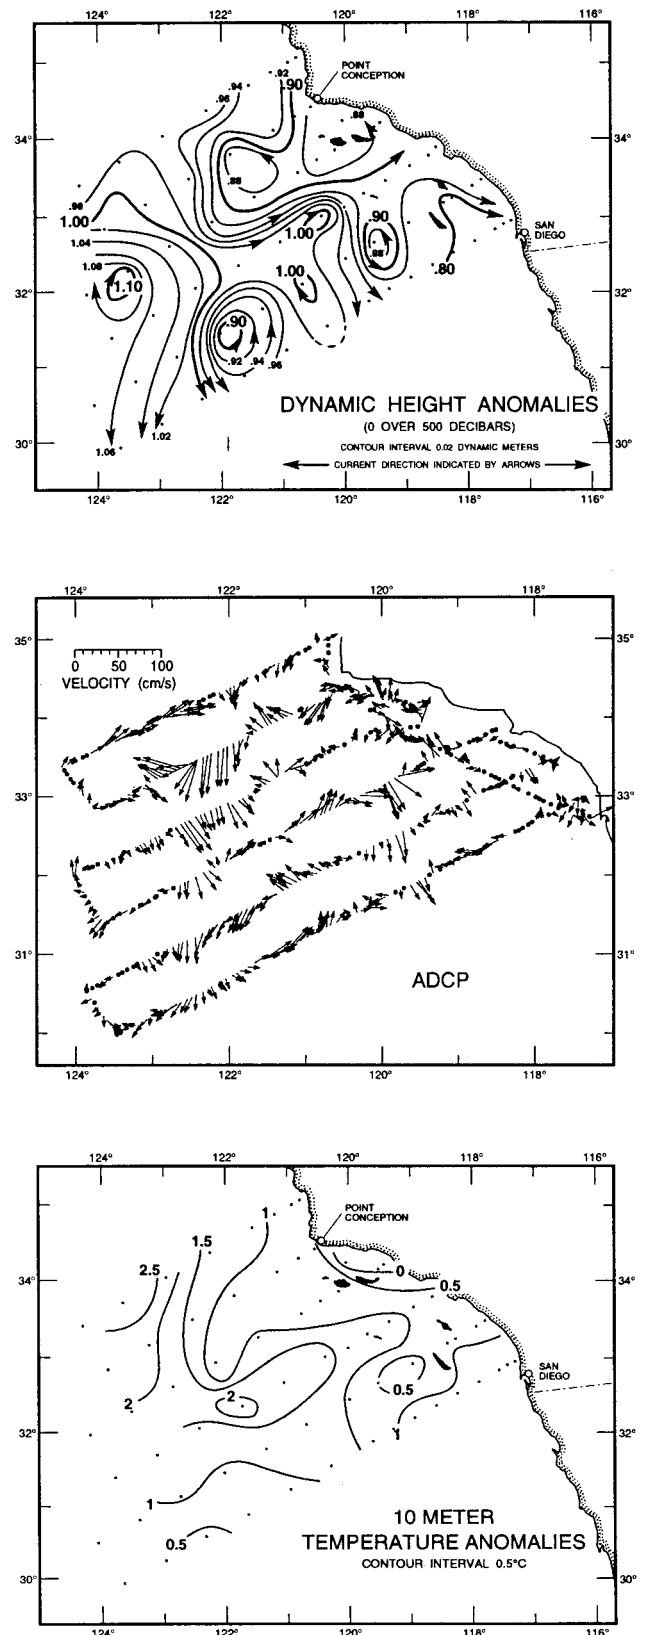 124° 122° 120° 118° 116°
POINT
CONCEPTION
.92
.90
.94
.96
.88
34°
34°
.88
.98
1.00
.90
1.00
SAN
DIEGO
1.04
.88
1.08
1.00
.80
1.10
32°
32°
.90
.92 .94 .96
DYNAMIC HEIGHT ANOMALIES
(0 OVER 500 DECIBARS)
1.02
30°
30°
1.06
CONTOUR INTERVAL 0.02 DYNAMIC METERS
CURRENT DIRECTION INDICATED BY ARROWS
124° 122° 120° 118° 116°
124° 122° 120° 118°
35°
35°
0 50 100
VELOCITY (cm/s)
33°
33°
31°
31°
ADCP
124° 122° 120° 118°
124° 122° 120° 118° 116°
POINT
CONCEPTION
1
1.5
2.5
0
34°
0.5
34°
SAN
DIEGO
0.5
2
2
1
32°
32°
1
10 METER
TEMPERATURE ANOMALIES
0.5
CONTOUR INTERVAL 0.5°C
30°
30°
124° 122° 120° 118° 116°